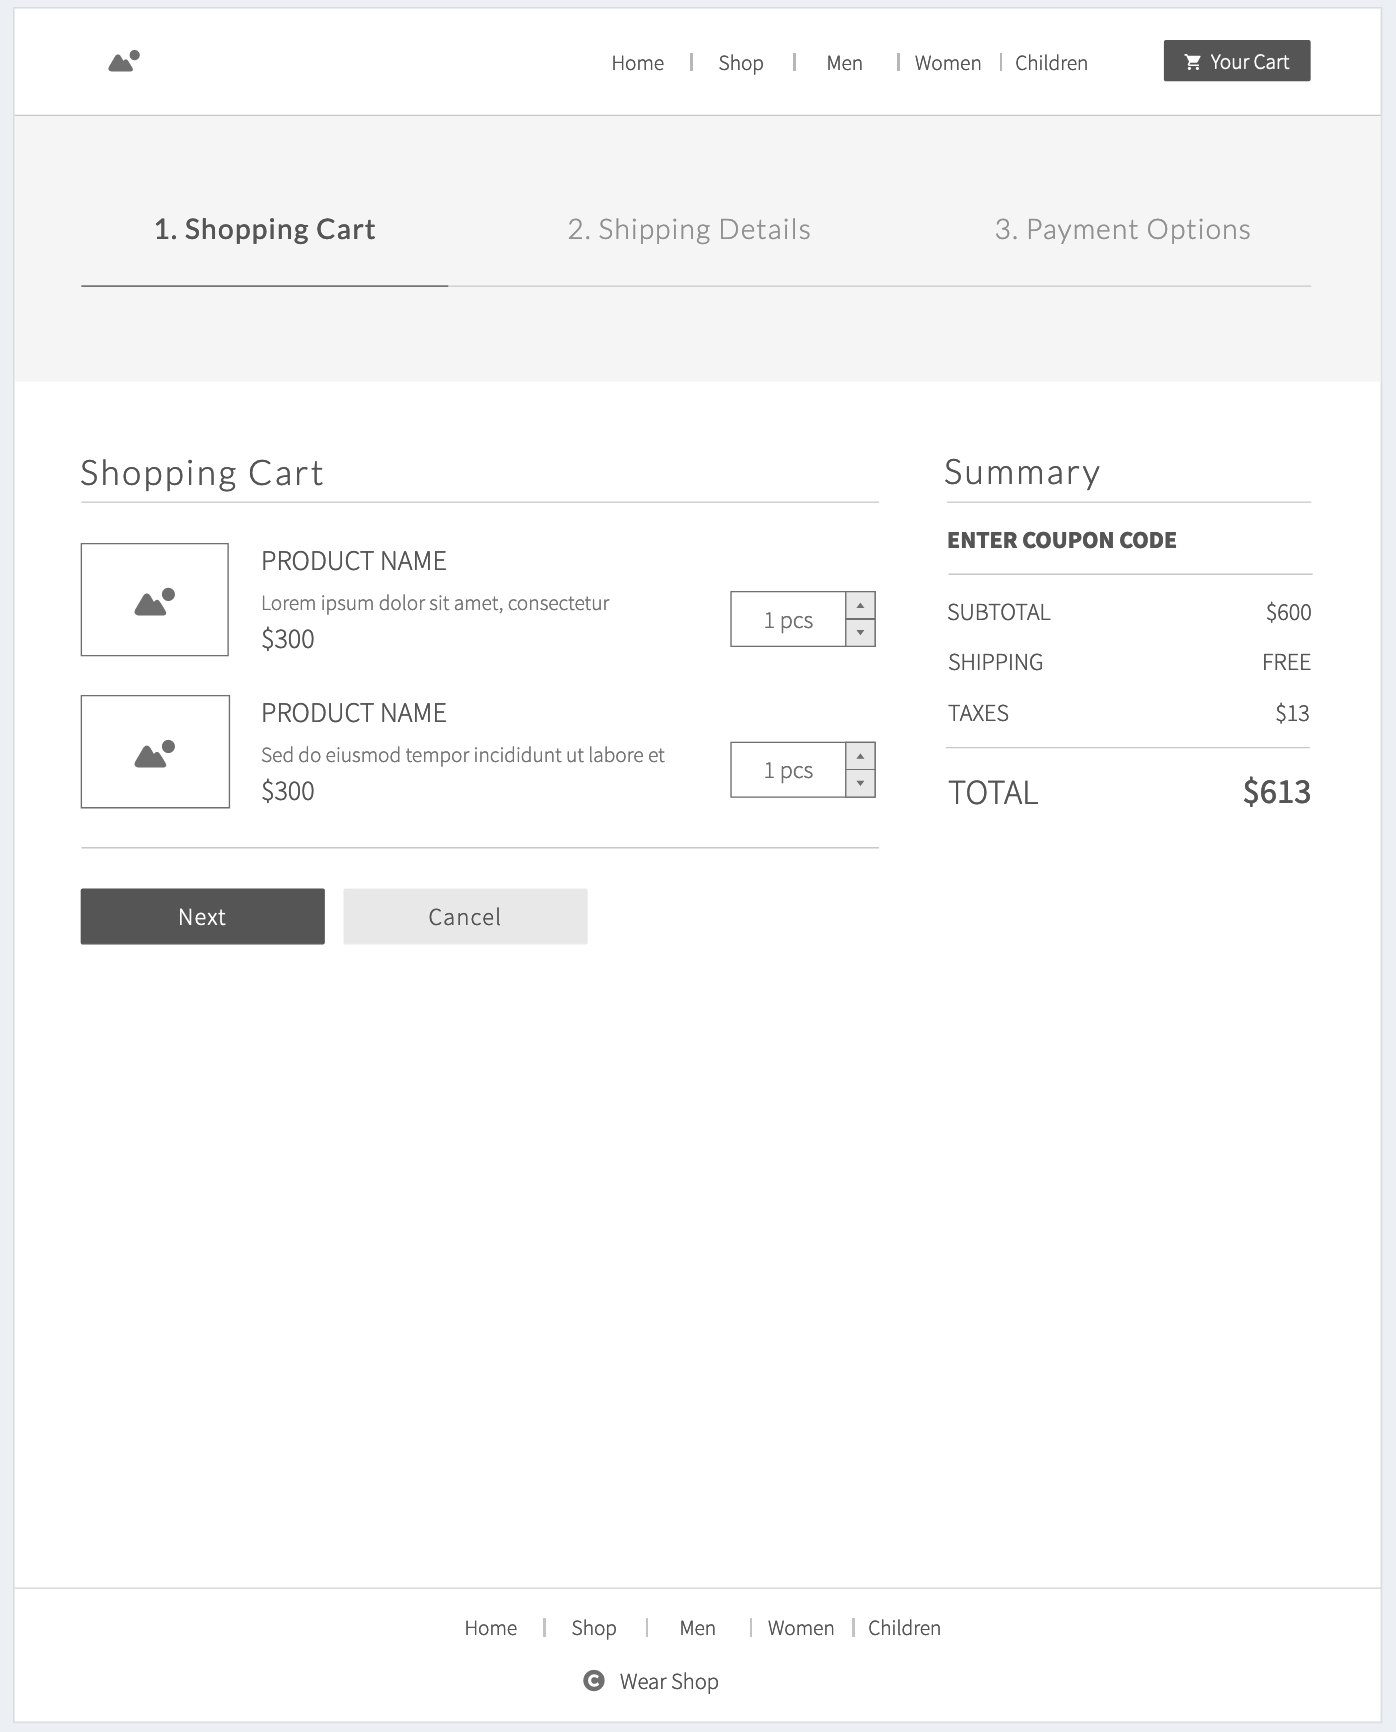 Home | Shop | Men | Women | Children
Your Cart
1. Shopping Cart
2. Shipping Details
3. Payment Options
Shopping Cart
PRODUCT NAME
Lorem ipsum dolor sit amet, consectetur
$300
1 pcs
PRODUCT NAME
Sed do eiusmod tempor incididunt ut labore et
$300
1 pcs
Next
Cancel
Summary
ENTER COUPON CODE
SUBTOTAL $600
SHIPPING FREE
TAXES $13
TOTAL $613
Home | Shop | Men | Women | Children
© Wear Shop